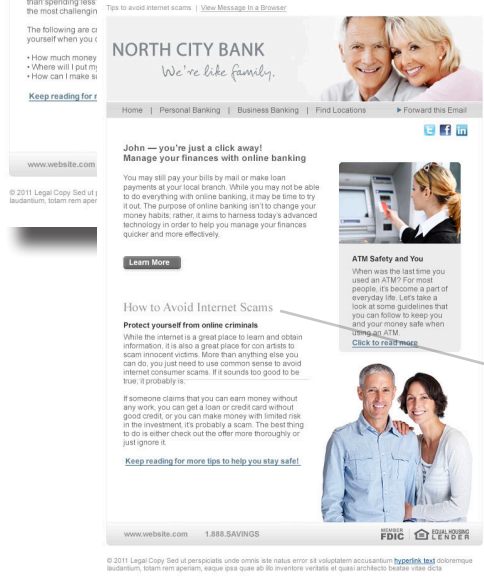 than spending less
the most challengin
The following are cr
yourself when you c
• How much money
• Where will I put my
• How can I make su
Keep reading for r
www.website.com
© 2011 Legal Copy Sed ut p
laudantium, totam rem aper
Tips to avoid internet scams | View Message In a Browser
NORTH CITY BANK
We're like family.
Home | Personal Banking | Business Banking | Find Locations ▶ Forward this Email
John — you're just a click away!
Manage your finances with online banking
You may still pay your bills by mail or make loan
payments at your local branch. While you may not be able
to do everything with online banking, it may be time to try
it out. The purpose of online banking isn't to change your
money habits; rather, it aims to harness today's advanced
technology in order to help you manage your finances
quicker and more effectively.
Learn More
How to Avoid Internet Scams
Protect yourself from online criminals
While the internet is a great place to learn and obtain
information, it is also a great place for con artists to
scam innocent victims. More than anything else you
can do, you just need to use common sense to avoid
internet consumer scams. If it sounds too good to be
true, it probably is.
If someone claims that you can earn money without
any work, you can get a loan or credit card without
good credit, or you can make money with limited risk
in the investment, it's probably a scam. The best thing
to do is either check out the offer more thoroughly or
just ignore it.
Keep reading for more tips to help you stay safe!
ATM Safety and You
When was the last time you
used an ATM? For most
people, it's become a part of
everyday life. Let's take a
look at some guidelines that
you can follow to keep you
and your money safe when
using an ATM.
Click to read more
www.website.com 1.888.SAVINGS
MEMBER
FDIC
EQUAL HOUSING
LENDER
© 2011 Legal Copy Sed ut perspiciatis unde omnis iste natus error sit voluptatem accusantium hyperlink text doloremque
laudantium, totam rem aperiam, eaque ipsa quae ab illo inventore veritatis et quasi architecto beatae vitae dicta